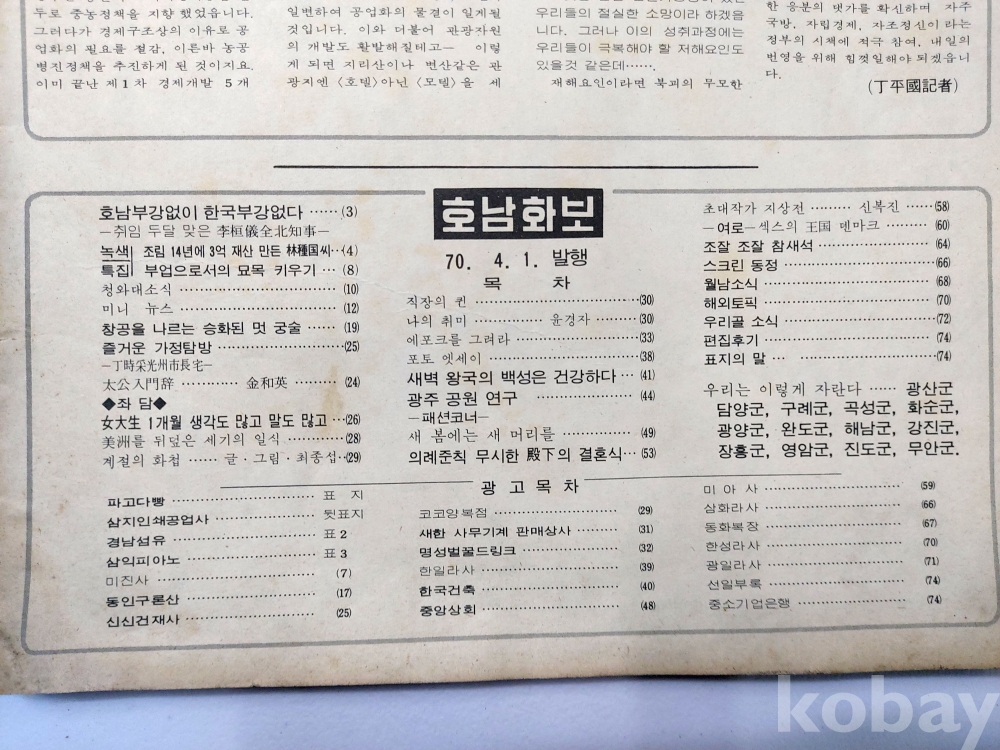 두로 중농정책을 지향 했었읍니다.
그러다가 경제구조상의 이유로 공
업화의 필요를 절감, 이른바 농공
병진정책을 추진하게 된 것이지요.
이미 끝난 제1차 경제개발 5개
일변하여 공업화의 물결이 일게될
것입니다. 이와 더불어 관광자원
의 개발도 활발해질테고— 이렇
게 되면 지리산이나 변산같은 관
광지엔 〈호텔〉아닌 〈모텔〉을 세
우리들의 절실한 소망이라 하겠읍
니다. 그러나 이의 성취과정에는
우리들이 극복해야 할 저해요인도
있을것 같은데…….
재해요인이라면 북괴의 무모한
한 응분의 댓가를 확신하며 자주
국방, 자립경제, 자조정신이 라는
정부의 시책에 적극 참여, 내일의
번영을 위해 힘껏일해야 되겠읍니
다.
(丁平國記者)
호남화보
70. 4. 1. 발행
목 차
호남부강없이 한국부강없다 ……(3)
—취임 두달 맞은 李桓儀全北知事—
녹색 조림 14년에 3억 재산 만든 林種国씨…(4)
특집 부업으로서의 묘목 키우기 …(8)
청와대소식 ……………………(10)
미니 뉴스 ……………………(12)
창공을 나르는 승화된 멋 궁술 ……(19)
즐거운 가정탐방 …………………(25)
—丁時采光州市長宅—
太公入門辞 ………… 金和英 ………(24)
◆좌 담◆
女大生 1개월 생각도 많고 말도 많고 …(26)
美洲를 뒤덮은 세기의 일식 …………(28)
계절의 화첩 …… 글·그림·최종섭…(29)
직장의 퀸 ……………………(30)
나의 취미 ………… 윤경자 ………(30)
에포크를 그려라 …………………(33)
포토 엣세이 ……………………(38)
새벽 왕국의 백성은 건강하다 …(41)
광주 공원 연구 ………………(44)
—패션코너—
새 봄에는 새 머리를 …………(49)
의례준칙 무시한 殿下의 결혼식…(53)
초대작가 지상전 ……… 신복진 ……(58)
—여로—섹스의 王国 덴마크 ………(60)
조잘 조잘 참새석 …………………(64)
스크린 동정 ……………………(66)
월남소식 ………………………(68)
해외토픽 ………………………(70)
우리골 소식 ……………………(72)
편집후기 ………………………(74)
표지의 말 … ……………………(74)
우리는 이렇게 자란다 …… 광산군
담양군, 구례군, 곡성군, 화순군,
광양군, 완도군, 해남군, 강진군,
장흥군, 영암군, 진도군, 무안군.
광 고 목 차
파고다빵 ……………………표 지
삼지인쇄공업사 ………………뒷표지
경남섬유 ……………………표 2
삼익피아노 ……………………표 3
미진사 ……………………(7)
동인구론산 ……………………(17)
신신건재사 ……………………(25)
코코양복점 ……………………(29)
새한 사무기계 판매상사 …………(31)
명성벌꿀드링크 …………………(32)
한일라사 ……………………(39)
한국건축 ……………………(40)
중앙상회 ……………………(48)
미 아 사 ……………………(59)
삼화라사 ……………………(66)
동화복장 ……………………(67)
한성라사 ……………………(70)
광일라사 ……………………(71)
선일부록 ……………………(74)
중소기업은행 ……………………(74)
kobay